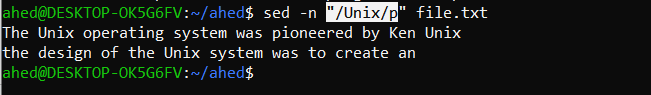 ahed@DESKTOP-OK5G6FV:~/ahed$ sed -n "/Unix/p" file.txt
The Unix operating system was pioneered by Ken Unix
the design of the Unix system was to create an
ahed@DESKTOP-OK5G6FV:~/ahed$